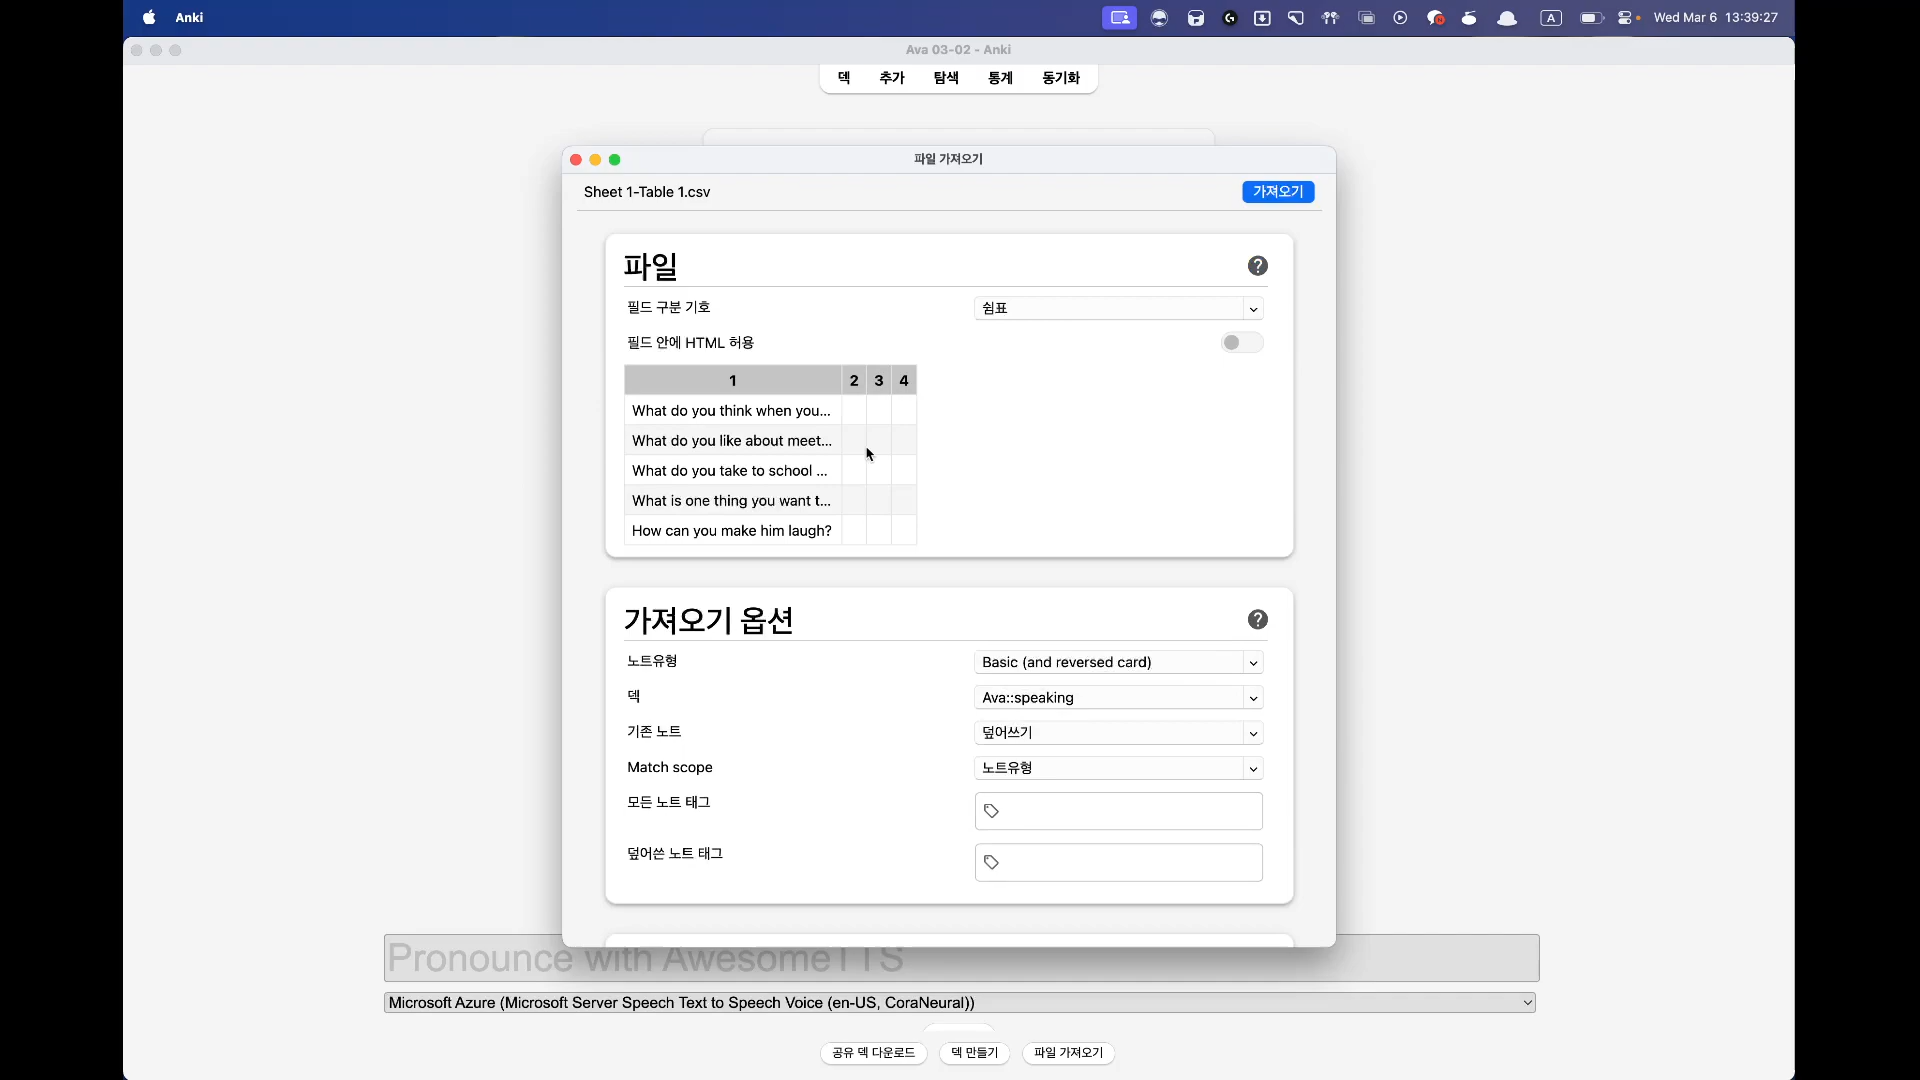 Anki
A
Wed Mar 6 13:39:27
Ava 03-02 - Anki
덱 추가 탐색 통계 동기화
파일 가져오기
Sheet 1-Table 1.csv
가져오기
파일
?
필드 구분 기호
쉼표
필드 안에 HTML 허용
1 2 3 4
What do you think when you...
What do you like about meet...
What do you take to school ...
What is one thing you want t...
How can you make him laugh?
가져오기 옵션
?
노트유형
Basic (and reversed card)
덱
Ava::speaking
기존 노트
덮어쓰기
Match scope
노트유형
모든 노트 태그
덮어쓴 노트 태그
Pronounce with AwesomeTTS
Microsoft Azure (Microsoft Server Speech Text to Speech Voice (en-US, CoraNeural))
공유 덱 다운로드 덱 만들기 파일 가져오기